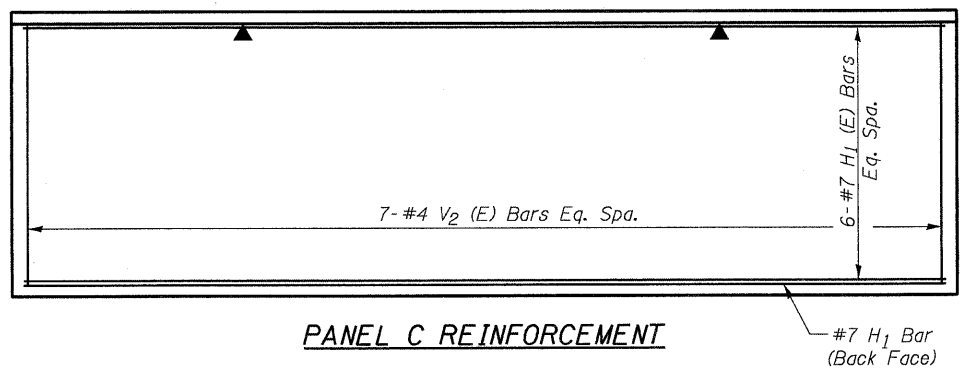 6-#7 H1 (E) Bars
Eq. Spa.
7-#4 V2 (E) Bars Eq. Spa.
PANEL C REINFORCEMENT
#7 H1 Bar
(Back Face)